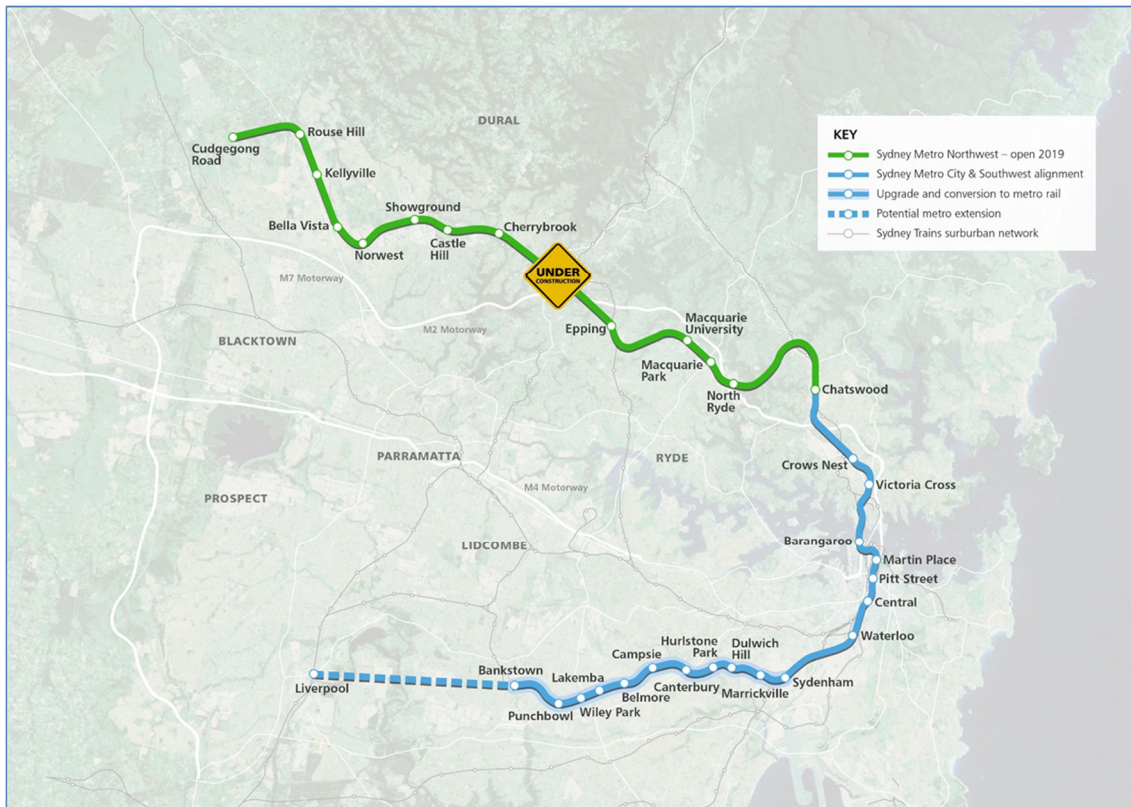 DURAL
KEY
Sydney Metro Northwest – open 2019
Sydney Metro City & Southwest alignment
Upgrade and conversion to metro rail
Potential metro extension
Sydney Trains surburban network
Cudgegong
Road
Rouse Hill
Kellyville
Bella Vista
Norwest
Showground
Castle
Hill
Cherrybrook
UNDER
CONSTRUCTION
M7 Motorway
M2 Motorway
BLACKTOWN
Epping
Macquarie
University
Macquarie
Park
North
Ryde
Chatswood
PARRAMATTA
RYDE
Crows Nest
Victoria Cross
M4 Motorway
PROSPECT
LIDCOMBE
Barangaroo
Martin Place
Pitt Street
Central
Waterloo
Liverpool
Bankstown
Punchbowl
Wiley Park
Lakemba
Belmore
Campsie
Canterbury
Hurlstone
Park
Dulwich
Hill
Marrickville
Sydenham